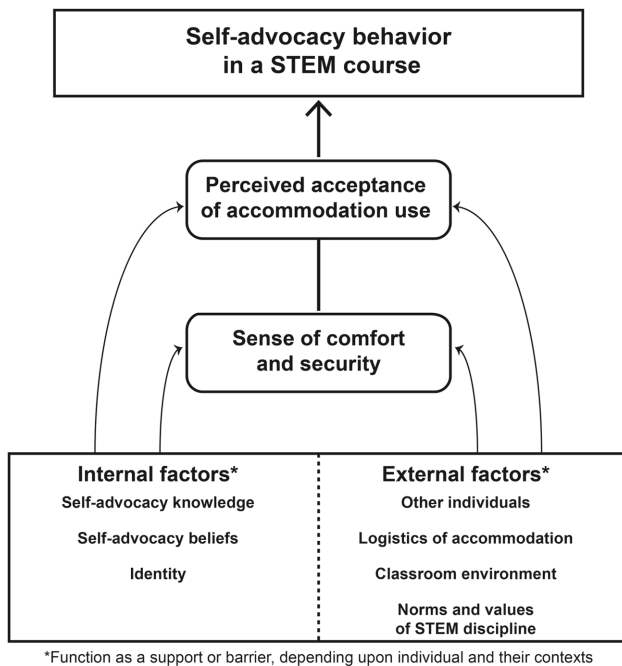 Self-advocacy behavior
in a STEM course
Perceived acceptance
of accommodation use
Sense of comfort
and security
Internal factors*
Self-advocacy knowledge
Self-advocacy beliefs
Identity
External factors*
Other individuals
Logistics of accommodation
Classroom environment
Norms and values
of STEM discipline
*Function as a support or barrier, depending upon individual and their contexts